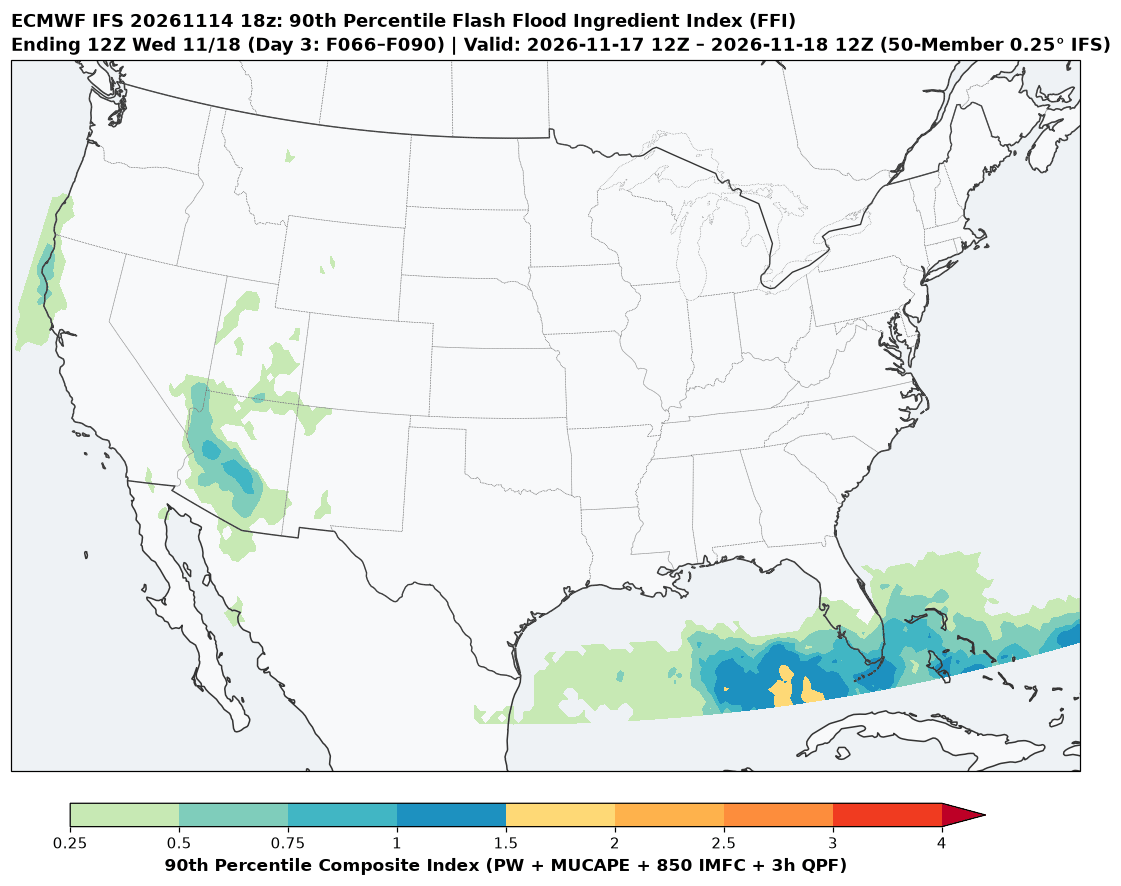 ECMWF IFS 20261114 18z: 90th Percentile Flash Flood Ingredient Index (FFI)
Ending 12Z Wed 11/18 (Day 3: F066–F090) | Valid: 2026-11-17 12Z – 2026-11-18 12Z (50-Member 0.25° IFS)
0.25 0.5 0.75 1 1.5 2 2.5 3 4
90th Percentile Composite Index (PW + MUCAPE + 850 IMFC + 3h QPF)